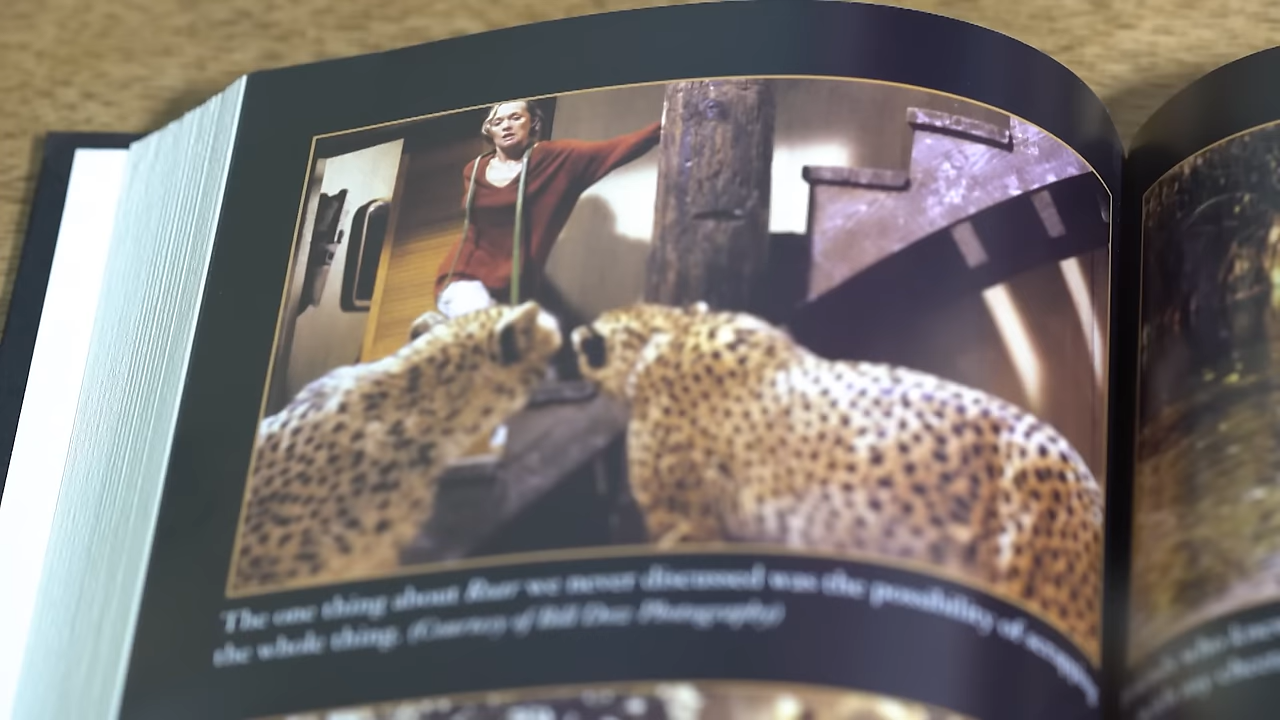 The one thing about Roar we never discussed was the possibility of stopping
the whole thing. (Courtesy of Bill Dow Photography)